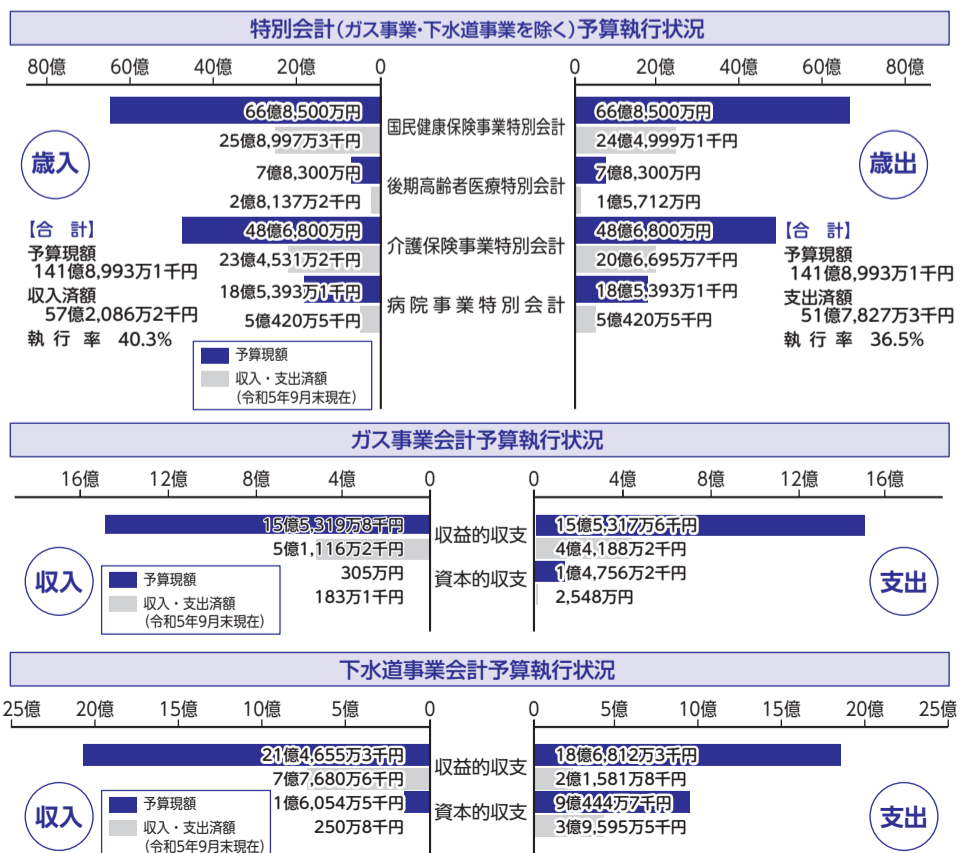 特別会計(ガス事業・下水道事業を除く)予算執行状況
80億 60億 40億 20億 0 0 20億 40億 60億 80億
歳入
66億8,500万円 国民健康保険事業特別会計 66億8,500万円
25億8,997万3千円 24億4,999万1千円
歳出
7億8,300万円 後期高齢者医療特別会計 7億8,300万円
2億8,137万2千円 1億5,712万円
48億6,800万円 介護保険事業特別会計 48億6,800万円
23億4,531万2千円 20億6,695万7千円
18億5,393万1千円 病院事業特別会計 18億5,393万1千円
5億420万5千円 5億420万5千円
【合 計】
予算現額
141億8,993万1千円
収入済額
57億2,086万2千円
執行率 40.3%
【合 計】
予算現額
141億8,993万1千円
支出済額
51億7,827万3千円
執行率 36.5%
予算現額
収入・支出済額
(令和5年9月末現在)
ガス事業会計予算執行状況
16億 12億 8億 4億 0 0 4億 8億 12億 16億
収入
15億5,319万8千円 収益的収支 15億5,317万6千円
5億1,116万2千円 4億4,188万2千円
305万円 資本的収支 1億4,756万2千円
183万1千円 2,548万円
支出
予算現額
収入・支出済額
(令和5年9月末現在)
下水道事業会計予算執行状況
25億 20億 15億 10億 5億 0 0 5億 10億 15億 20億 25億
収入
21億4,655万3千円 収益的収支 18億6,812万3千円
7億7,680万6千円 2億1,581万8千円
1億6,054万5千円 資本的収支 9億444万7千円
250万8千円 3億9,595万5千円
支出
予算現額
収入・支出済額
(令和5年9月末現在)